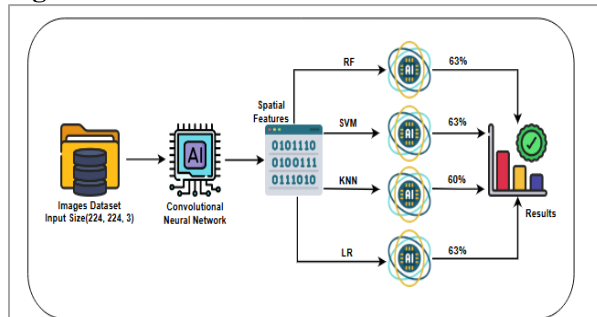 RF
63%
Spatial
Features
SVM
63%
AI
0101110
0100111
0111010
AI
AI
KNN
60%
AI
Images Dataset
Input Size(224, 224, 3)
Convolutional
Neural Network
Results
LR
63%
AI